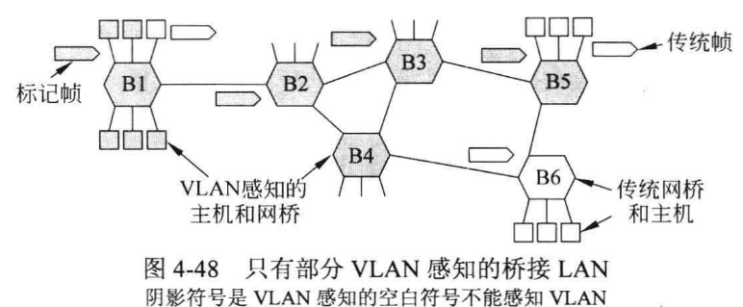 传统帧
标记帧
B1
B2
B3
B5
B4
B6
VLAN感知的
主机和网桥
传统网桥
和主机
图 4-48 只有部分 VLAN 感知的桥接 LAN
阴影符号是 VLAN 感知的空白符号不能感知 VLAN